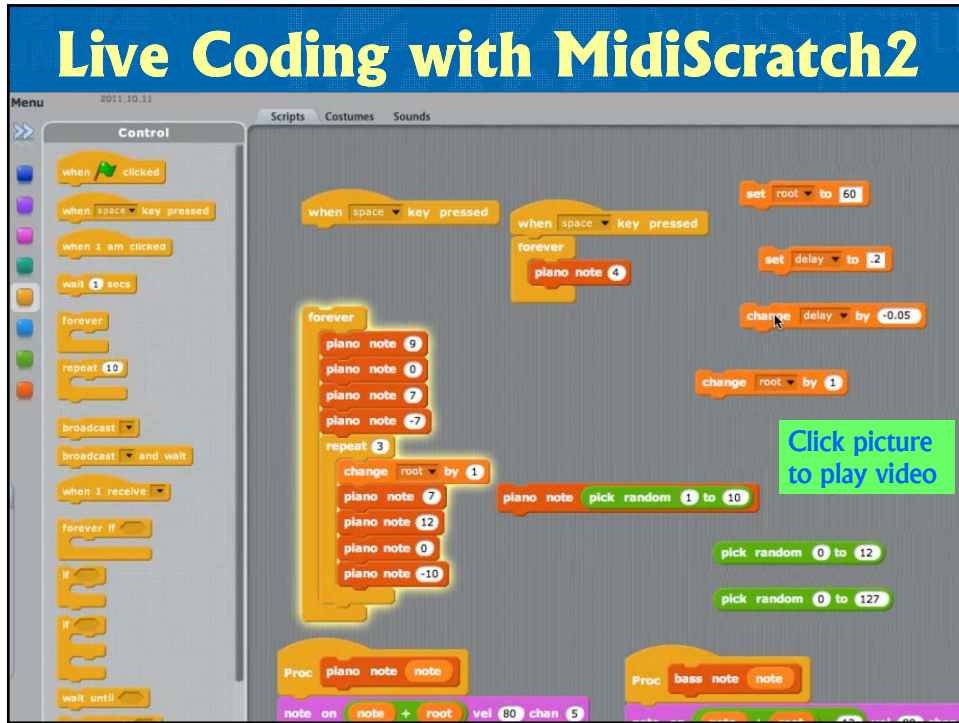 Live Coding with MidiScratch2
Menu
2011.10.11
Scripts Costumes Sounds
Control
when clicked
when space key pressed
when I am clicked
wait 1 secs
forever
repeat 10
broadcast
broadcast and wait
when I receive
forever if
if
if
wait until
when space key pressed
when space key pressed
forever
piano note 4
set root to 60
set delay to .2
change delay by -0.05
change root by 1
forever
piano note 9
piano note 0
piano note 7
piano note -7
repeat 3
change root by 1
piano note 7
piano note 12
piano note 0
piano note -10
piano note pick random 1 to 10
Click picture
to play video
pick random 0 to 12
pick random 0 to 127
Proc piano note note
note on note + root vel 80 chan 5
Proc bass note note